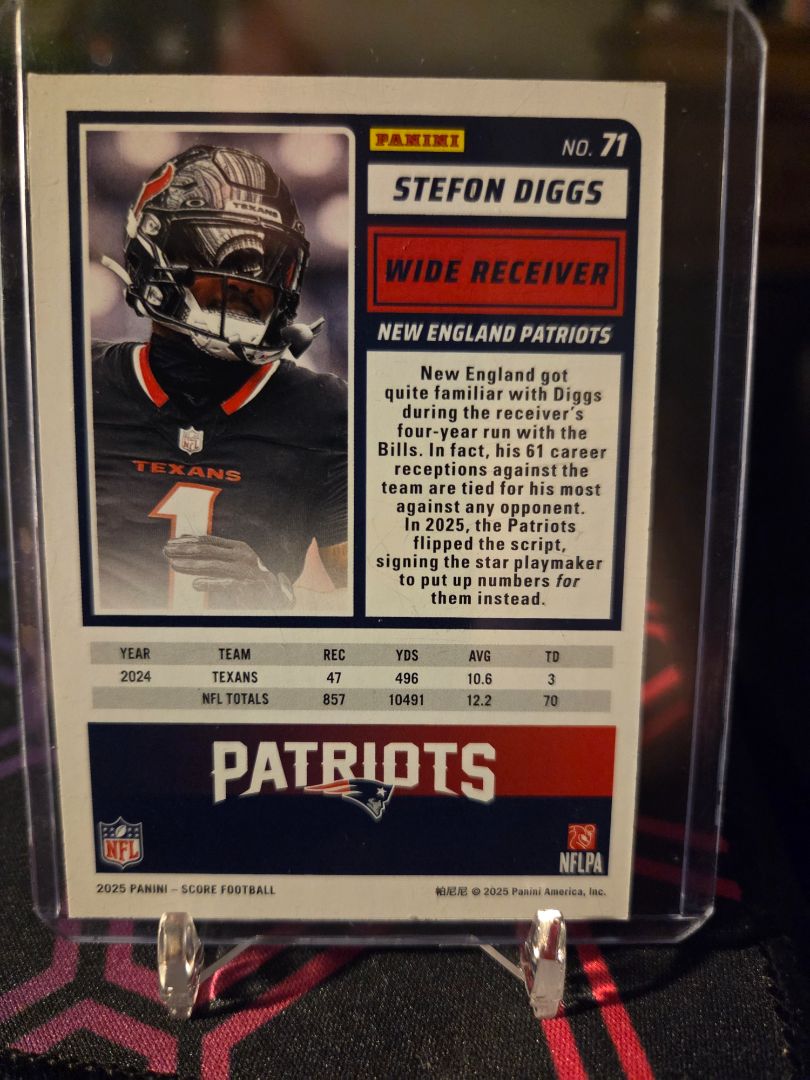 PANINI
NO. 71
STEFON DIGGS
WIDE RECEIVER
NEW ENGLAND PATRIOTS
TEXANS
NFL
TEXANS
1
New England got
quite familiar with Diggs
during the receiver's
four-year run with the
Bills. In fact, his 61 career
receptions against the
team are tied for his most
against any opponent.
In 2025, the Patriots
flipped the script,
signing the star playmaker
to put up numbers for
them instead.
YEAR TEAM REC YDS AVG TD
2024 TEXANS 47 496 10.6 3
NFL TOTALS 857 10491 12.2 70
PATRIOTS
NFL
NFLPA
2025 PANINI – SCORE FOOTBALL
帕尼尼 © 2025 Panini America, Inc.